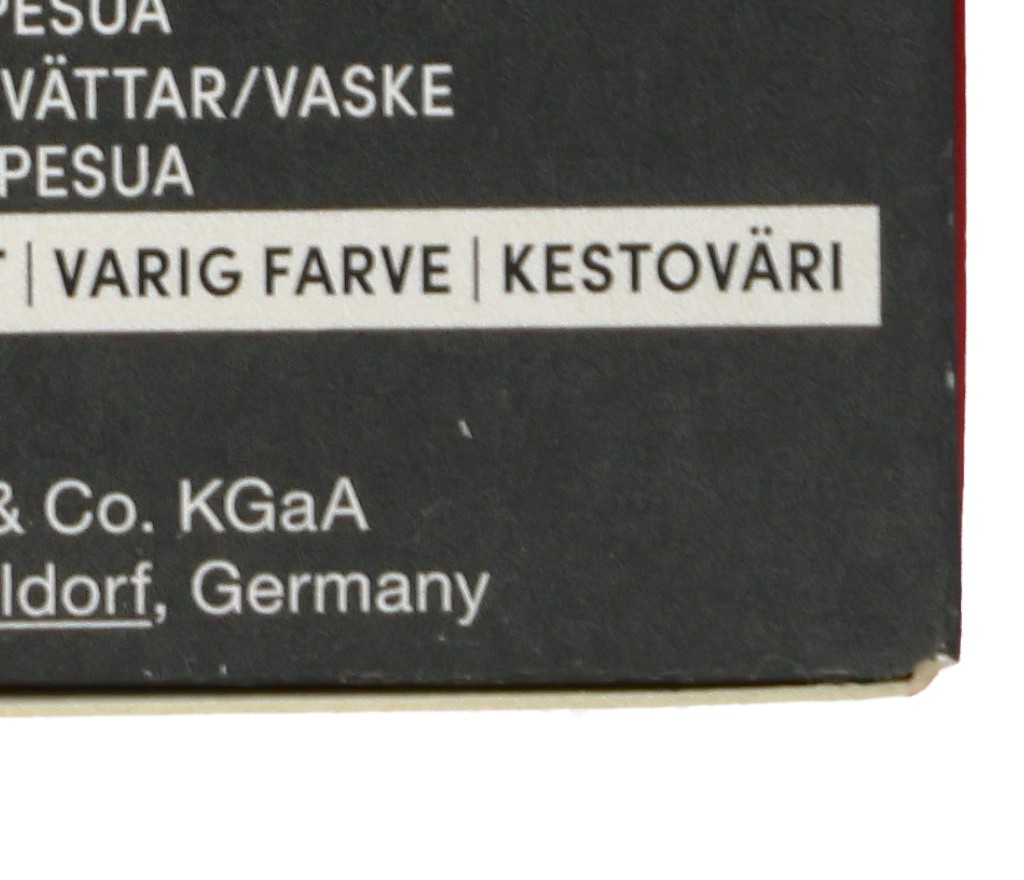 PESUA
VÄTTAR/VASKE
PESUA
VARIG FARVE | KESTOVÄRI
& Co. KGaA
ldorf, Germany